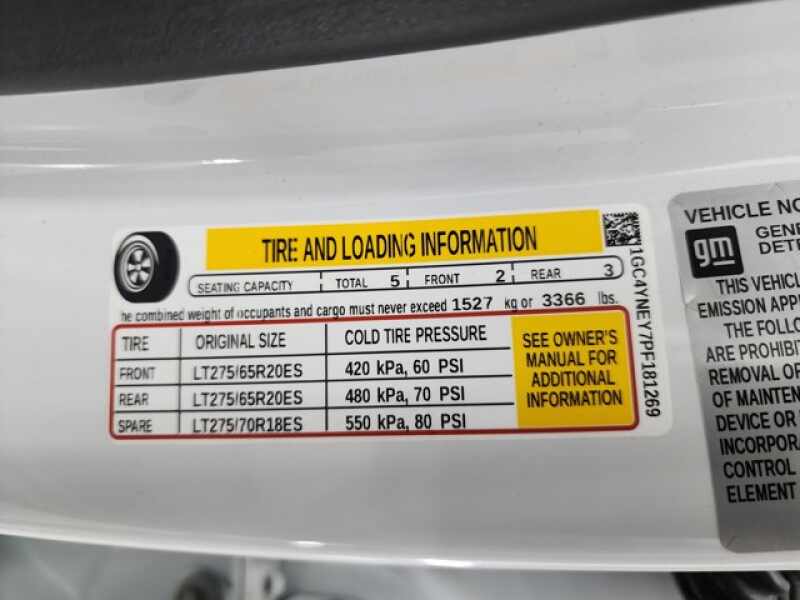 TIRE AND LOADING INFORMATION
SEATING CAPACITY TOTAL 5 FRONT 2 REAR 3
he combined weight of occupants and cargo must never exceed 1527 kg or 3366 lbs.
TIRE ORIGINAL SIZE COLD TIRE PRESSURE
FRONT LT275/65R20ES 420 kPa, 60 PSI
REAR LT275/65R20ES 480 kPa, 70 PSI
SPARE LT275/70R18ES 550 kPa, 80 PSI
SEE OWNER'S
MANUAL FOR
ADDITIONAL
INFORMATION
1GC4YNEY7PF181269
VEHICLE NO
gm
GENE
DETR
THIS VEHICL
EMISSION APP
THE FOLLO
ARE PROHIBIT
REMOVAL OF
OF MAINTEN
DEVICE OR
INCORPORA
CONTROL
ELEMENT